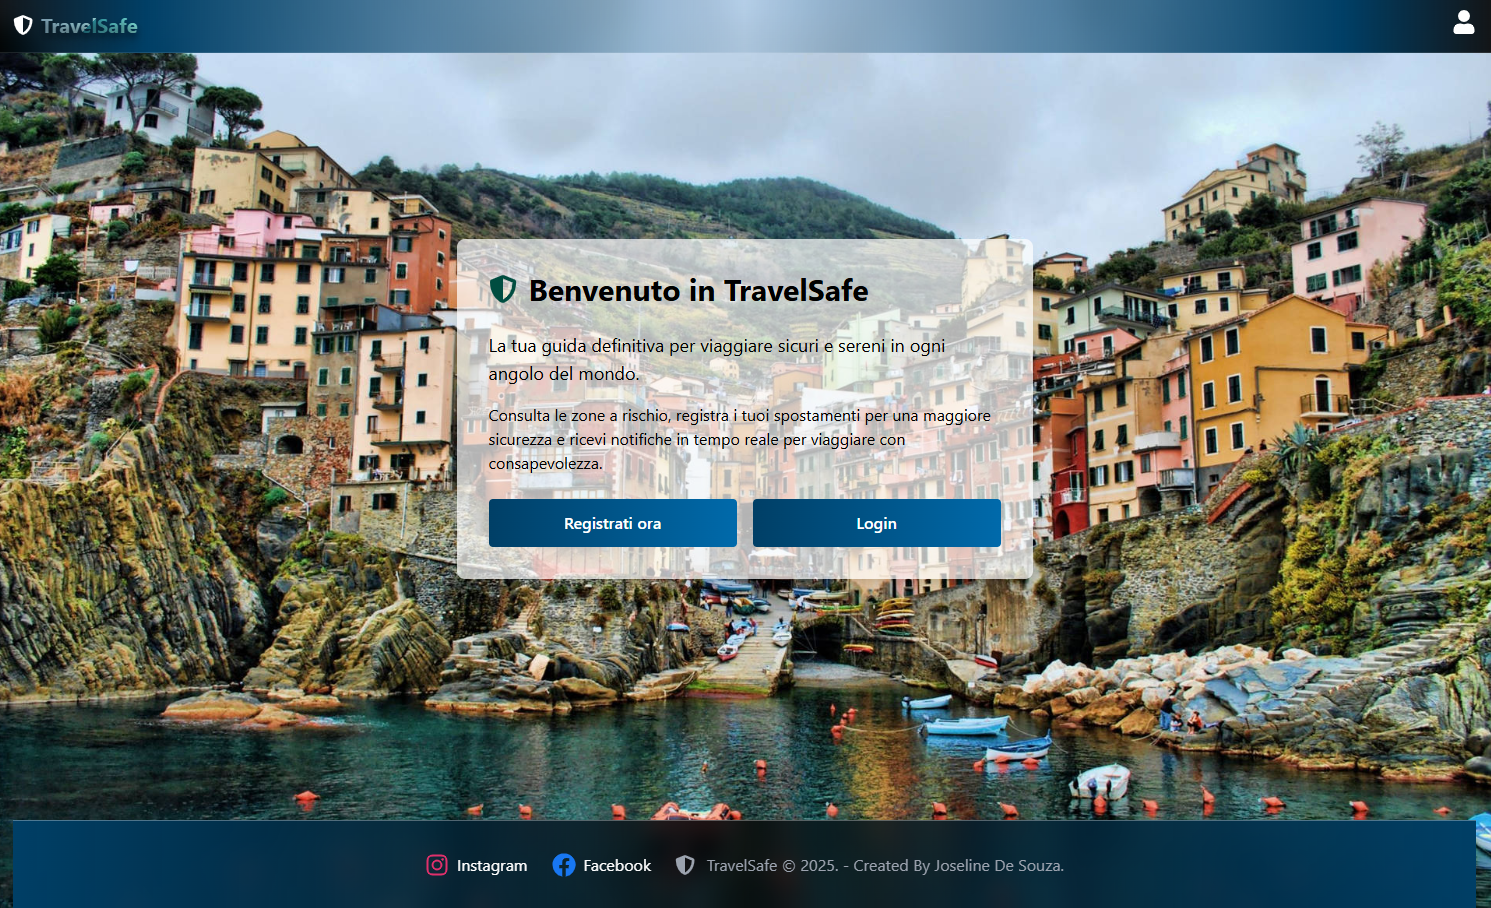 TravelSafe
Benvenuto in TravelSafe
La tua guida definitiva per viaggiare sicuri e sereni in ogni
angolo del mondo.
Consulta le zone a rischio, registra i tuoi spostamenti per una maggiore
sicurezza e ricevi notifiche in tempo reale per viaggiare con
consapevolezza.
Registrati ora
Login
Instagram
Facebook
TravelSafe © 2025. - Created By Joseline De Souza.